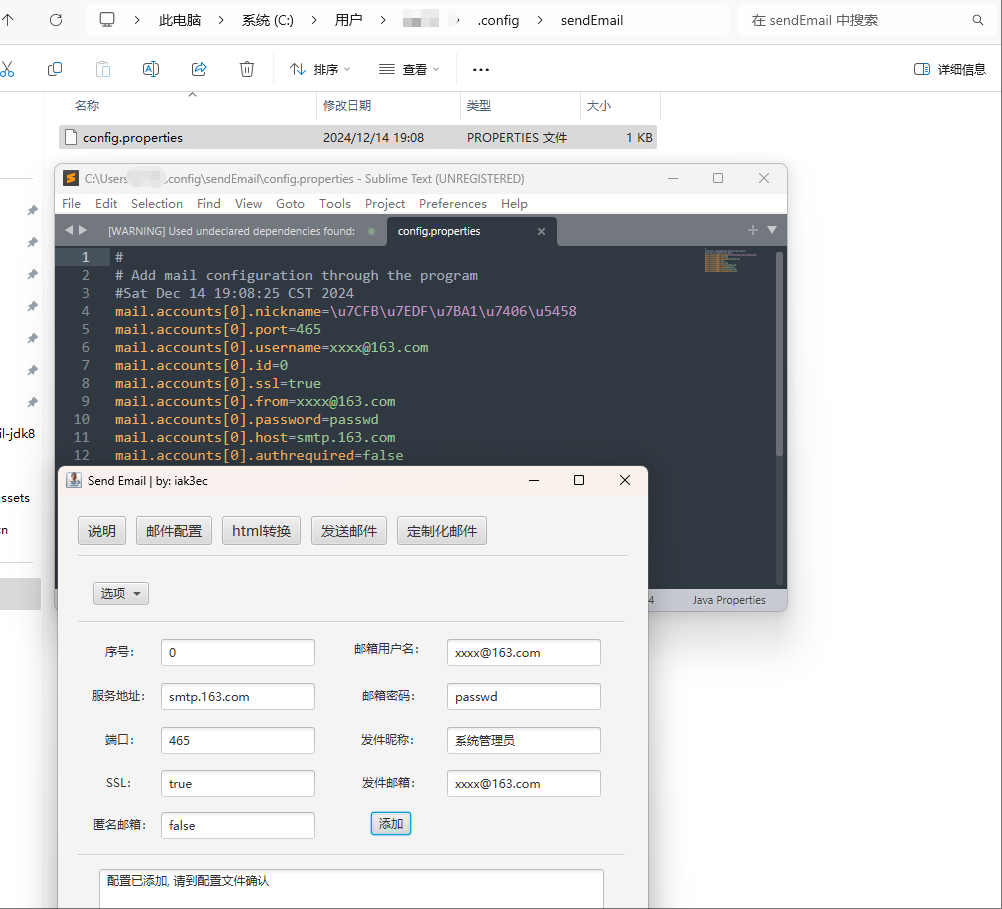 此电脑 系统 (C:) 用户 .config sendEmail 在 sendEmail 中搜索
排序 查看 详细信息
名称 修改日期 类型 大小
config.properties 2024/12/14 19:08 PROPERTIES 文件 1 KB
C:\Users .config\sendEmail\config.properties - Sublime Text (UNREGISTERED)
File Edit Selection Find View Goto Tools Project Preferences Help
[WARNING] Used undeclared dependencies found: config.properties
1 #
2 # Add mail configuration through the program
3 #Sat Dec 14 19:08:25 CST 2024
4 mail.accounts[0].nickname=\u7CFB\u7EDF\u7BA1\u7406\u5458
5 mail.accounts[0].port=465
6 mail.accounts[0].username=xxxx@163.com
7 mail.accounts[0].id=0
8 mail.accounts[0].ssl=true
9 mail.accounts[0].from=xxxx@163.com
10 mail.accounts[0].password=passwd
11 mail.accounts[0].host=smtp.163.com
12 mail.accounts[0].authrequired=false
il-jdk8
ssets
cn
4 Java Properties
Send Email | by: iak3ec
说明 邮件配置 html转换 发送邮件 定制化邮件
选项
序号: 0 邮箱用户名: xxxx@163.com
服务地址: smtp.163.com 邮箱密码: passwd
端口: 465 发件昵称: 系统管理员
SSL: true 发件邮箱: xxxx@163.com
匿名邮箱: false 添加
配置已添加, 请到配置文件确认